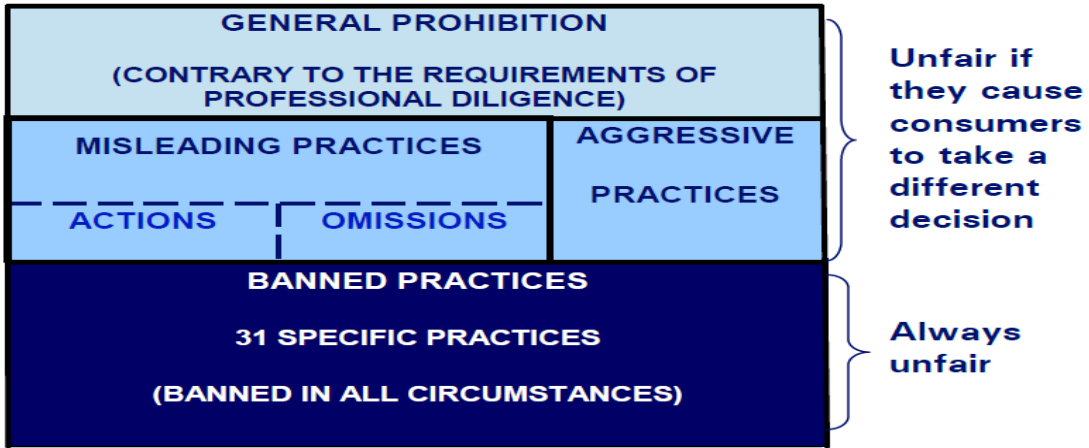 GENERAL PROHIBITION
(CONTRARY TO THE REQUIREMENTS OF
PROFESSIONAL DILIGENCE)
MISLEADING PRACTICES
ACTIONS
OMISSIONS
AGGRESSIVE
PRACTICES
Unfair if
they cause
consumers
to take a
different
decision
BANNED PRACTICES
31 SPECIFIC PRACTICES
(BANNED IN ALL CIRCUMSTANCES)
Always
unfair